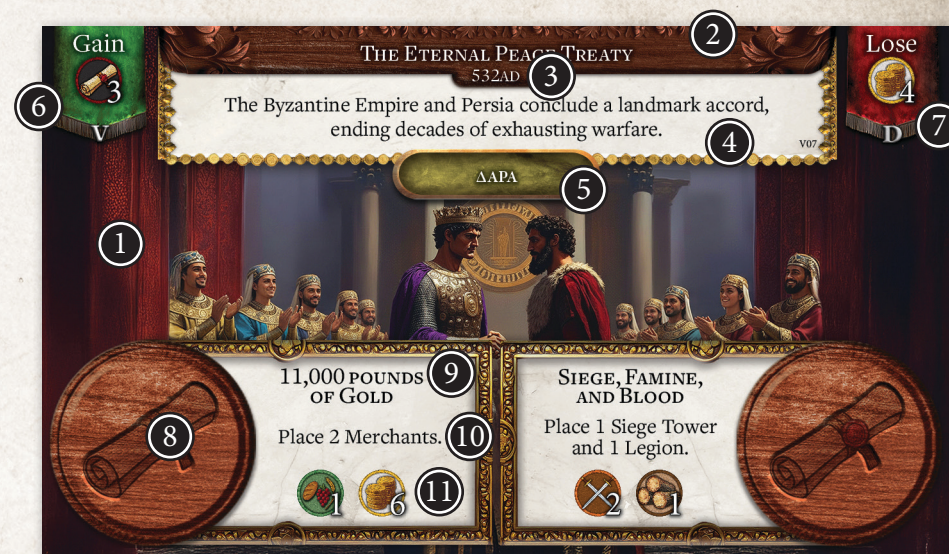 Gain
3
V
6
2
The Eternal Peace Treaty
532AD
3
The Byzantine Empire and Persia conclude a landmark accord,
ending decades of exhausting warfare.
V07
4
ΔΑΡΑ
5
Lose
4
D
7
1
8
11,000 pounds
of Gold
9
Place 2 Merchants.
10
1
6
11
Siege, Famine,
and Blood
Place 1 Siege Tower
and 1 Legion.
2
1